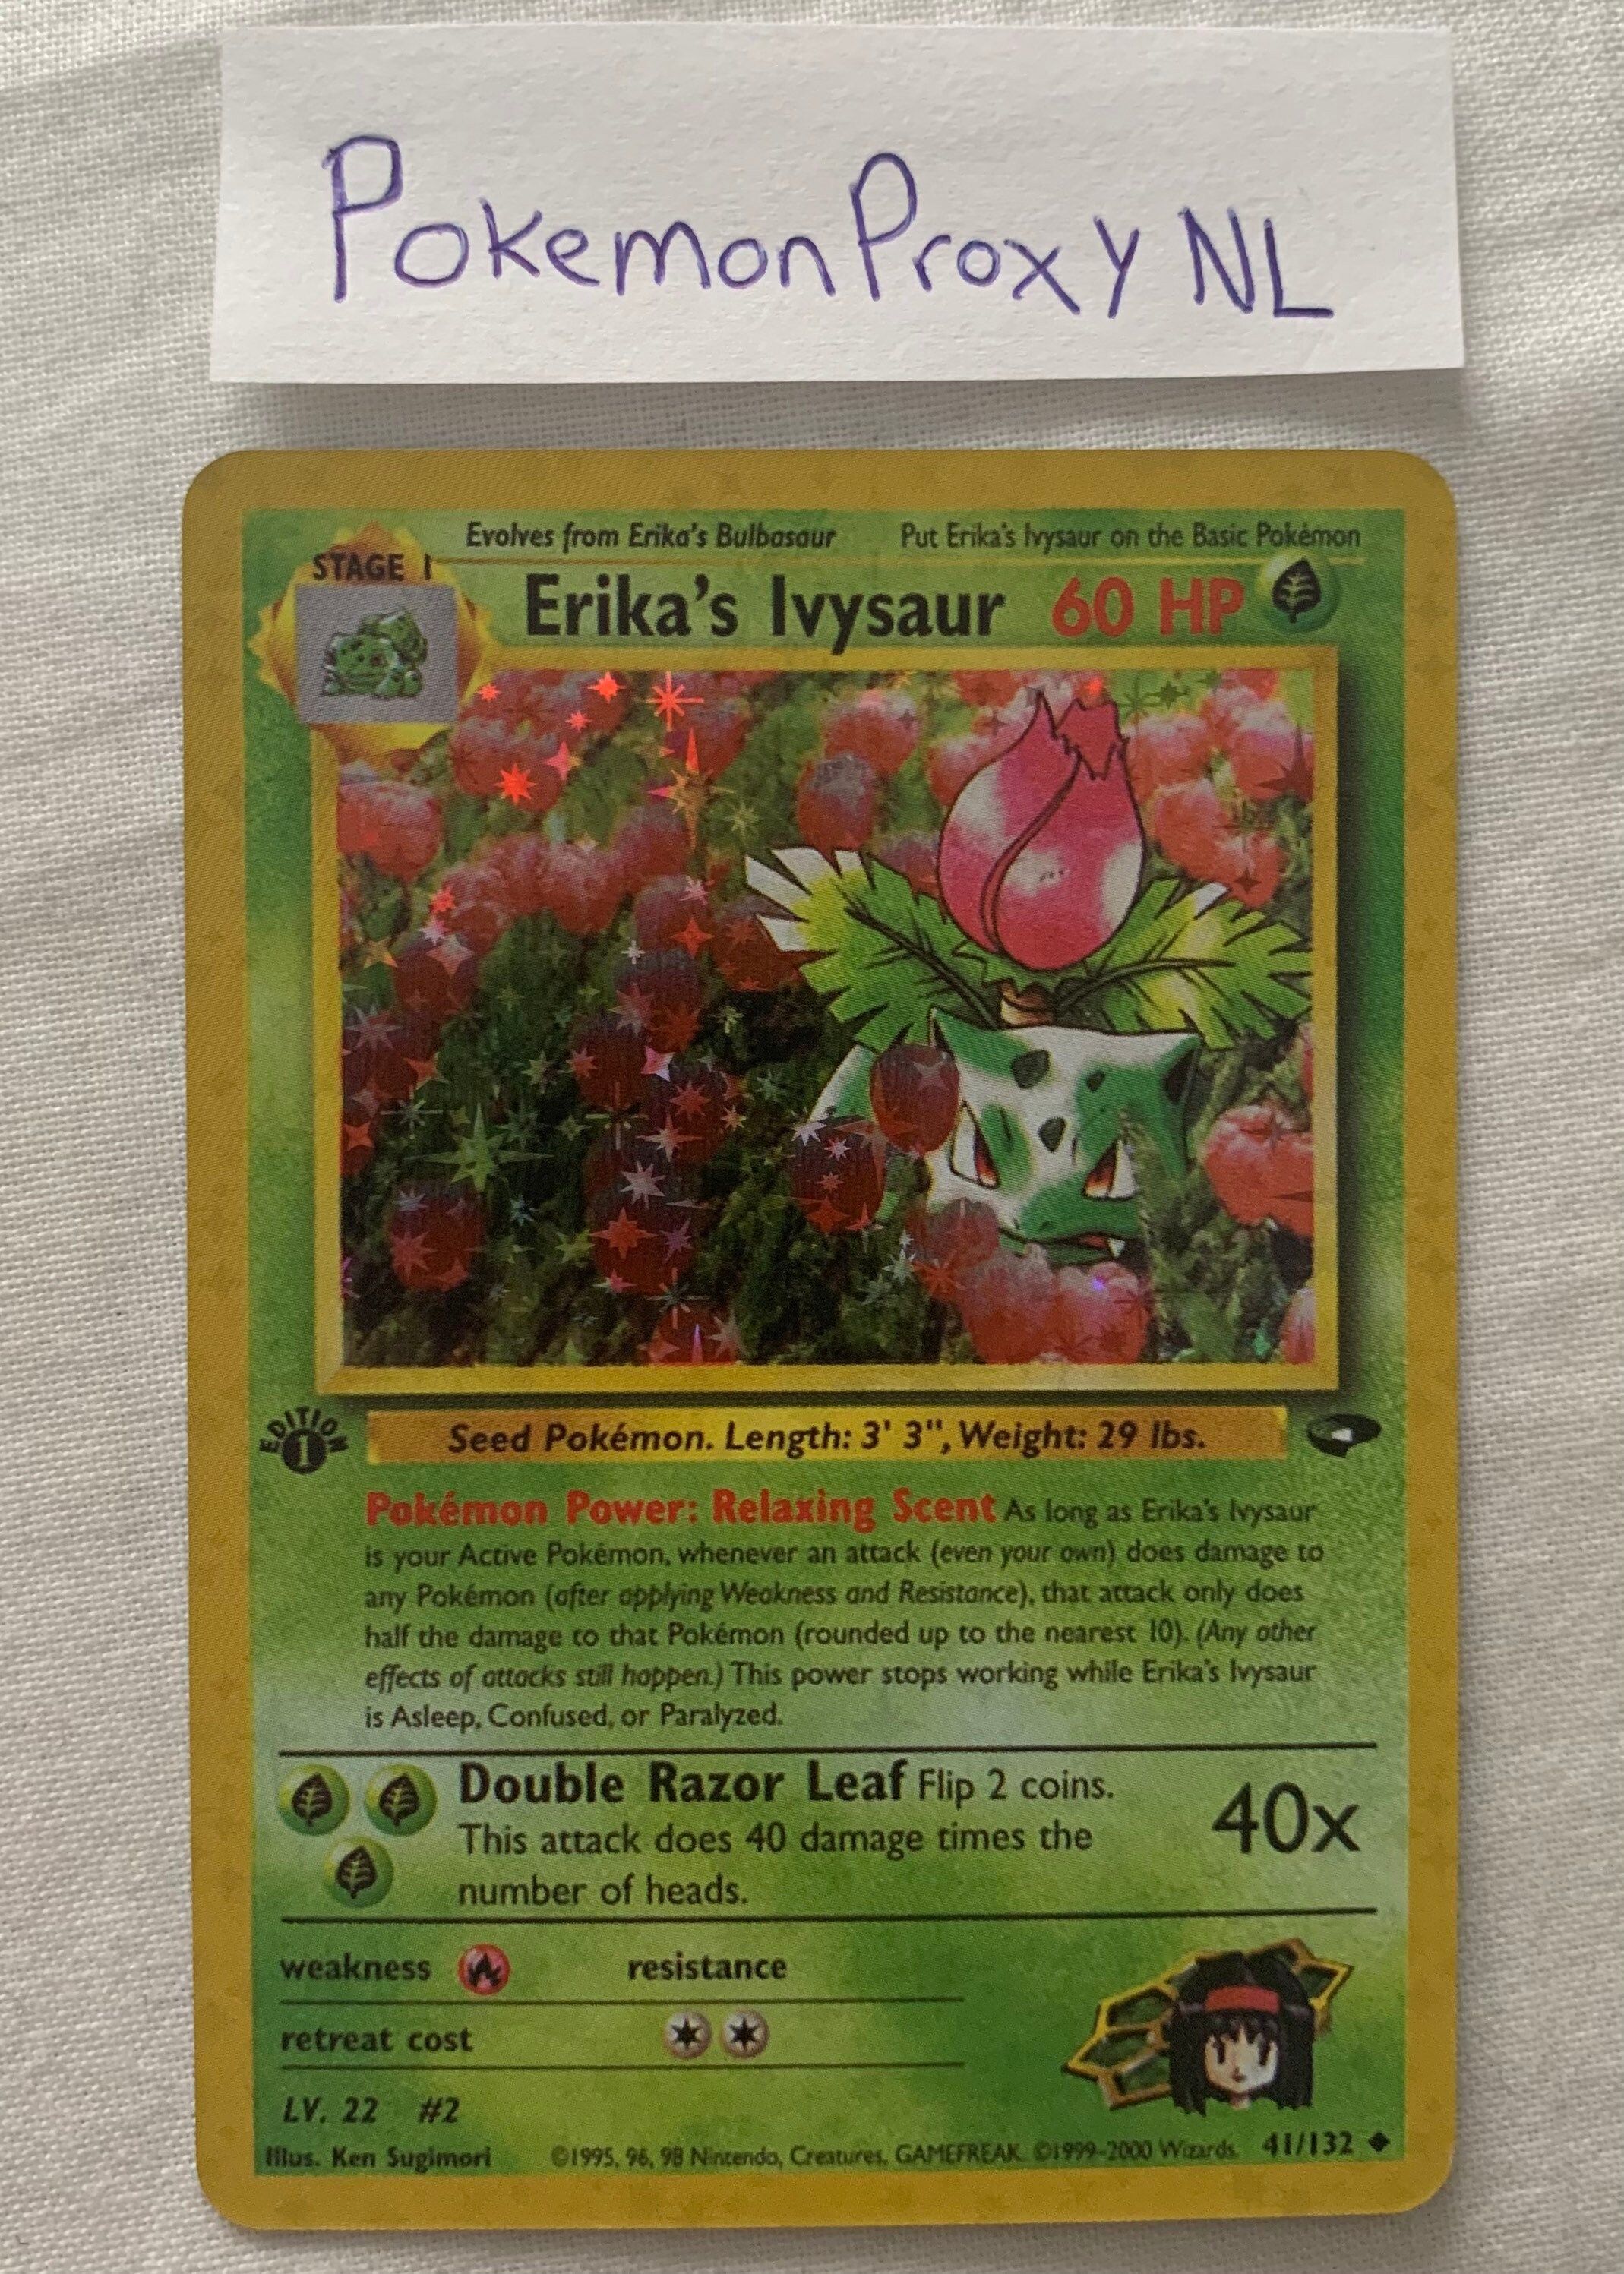 PokemonProxyNL
Evolves from Erika's Bulbasaur Put Erika's Ivysaur on the Basic Pokémon
STAGE 1
Erika's Ivysaur 60 HP
EDITION
1
Seed Pokémon. Length: 3' 3", Weight: 29 lbs.
Pokémon Power: Relaxing Scent As long as Erika's Ivysaur
is your Active Pokémon, whenever an attack (even your own) does damage to
any Pokémon (after applying Weakness and Resistance), that attack only does
half the damage to that Pokémon (rounded up to the nearest 10). (Any other
effects of attacks still happen.) This power stops working while Erika's Ivysaur
is Asleep, Confused, or Paralyzed.
Double Razor Leaf Flip 2 coins.
This attack does 40 damage times the
number of heads.
40x
weakness resistance
retreat cost
LV. 22 #2
Illus. Ken Sugimori ©1995, 96, 98 Nintendo, Creatures, GAMEFREAK. ©1999-2000 Wizards. 41/132